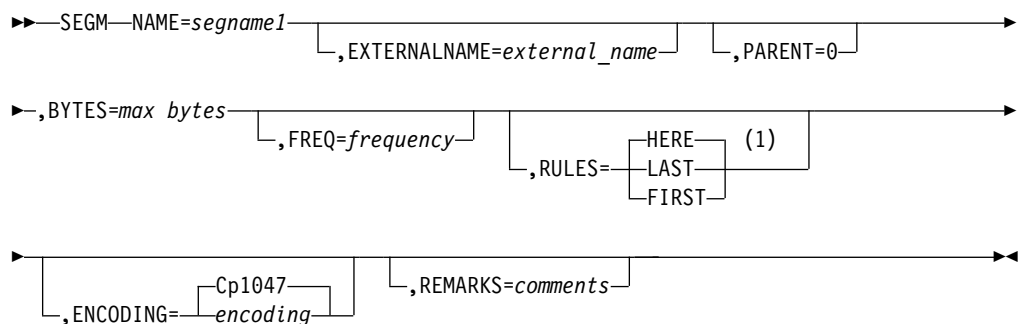 SEGM NAME=segname1
,EXTERNALNAME=external_name ,PARENT=0
,BYTES=max bytes
,FREQ=frequency HERE (1)
,RULES= LAST
FIRST
Cp1047 ,REMARKS=comments
,ENCODING= encoding